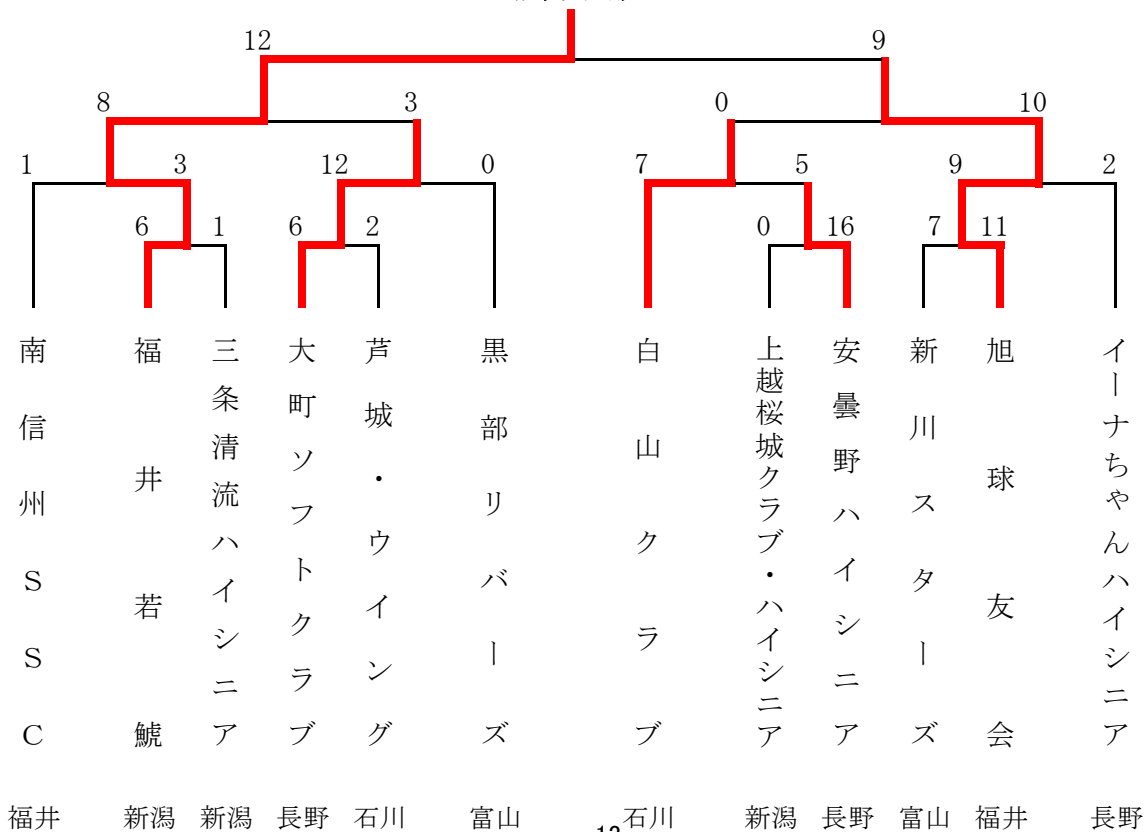 12 9
8 3 0 10
1 3 12 0 7 5 9 2
6 1 6 2 0 16 7 11
南信州SSC
福井若鯱
三条清流ハイシニア
大町ソフトクラブ
芦城・ウイング
黒部リバーズ
白山クラブ
上越桜城クラブ・ハイシニア
安曇野ハイシニア
新川スターズ
旭球友会
イーナちゃんハイシニア
福井 新潟 新潟 長野 石川 富山 石川 新潟 長野 富山 福井 長野